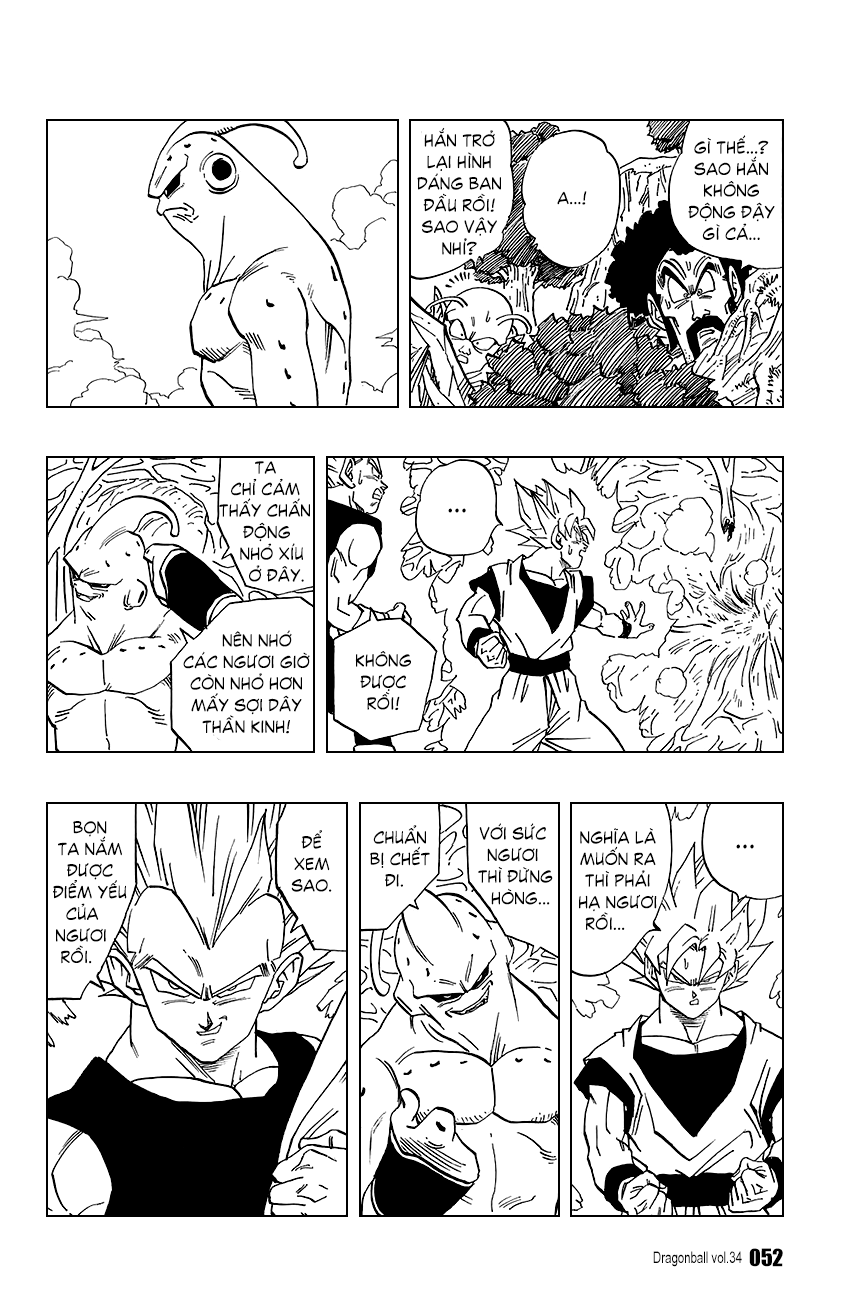 GÌ THẾ...?
SAO HẮN
KHÔNG
ĐỘNG ĐẬY
GÌ CẢ...
A...!
HẮN TRỞ
LẠI HÌNH
DÁNG BAN
ĐẦU RỒI!
SAO VẬY
NHỈ?
...
KHÔNG
ĐƯỢC
RỒI!
TA
CHỈ CẢM
THẤY CHẤN
ĐỘNG
NHỎ XÍU
Ở ĐÂY.
NÊN NHỚ
CÁC NGƯƠI GIỜ
CÒN NHỎ HƠN
MẤY SỢI DÂY
THẦN KINH!
...
NGHĨA LÀ
MUỐN RA
THÌ PHẢI
HẠ NGƯƠI
RỒI...
VỚI SỨC
NGƯƠI
THÌ ĐỪNG
HÒNG...
CHUẨN
BỊ CHẾT
ĐI.
ĐỂ
XEM
SAO.
BỌN
TA NẮM
ĐƯỢC
ĐIỂM YẾU
CỦA
NGƯƠI
RỒI.
Dragonball vol.34 052